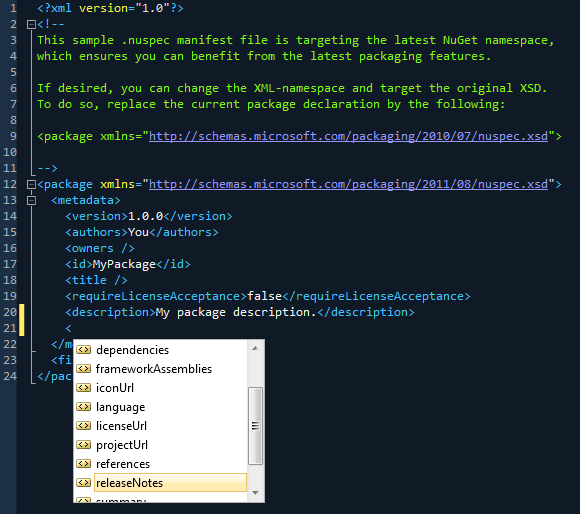 1 <?xml version="1.0"?>
2 <!--
3 This sample .nuspec manifest file is targeting the latest NuGet namespace,
4 which ensures you can benefit from the latest packaging features.
5
6 If desired, you can change the XML-namespace and target the original XSD.
7 To do so, replace the current package declaration by the following:
8
9 <package xmlns="http://schemas.microsoft.com/packaging/2010/07/nuspec.xsd">
10
11 -->
12 <package xmlns="http://schemas.microsoft.com/packaging/2011/08/nuspec.xsd">
13 <metadata>
14 <version>1.0.0</version>
15 <authors>You</authors>
16 <owners />
17 <id>MyPackage</id>
18 <title />
19 <requireLicenseAcceptance>false</requireLicenseAcceptance>
20 <description>My package description.</description>
21 <
22 </m
23 <fi
24 </pac
dependencies
frameworkAssemblies
iconUrl
language
licenseUrl
projectUrl
references
releaseNotes
summary